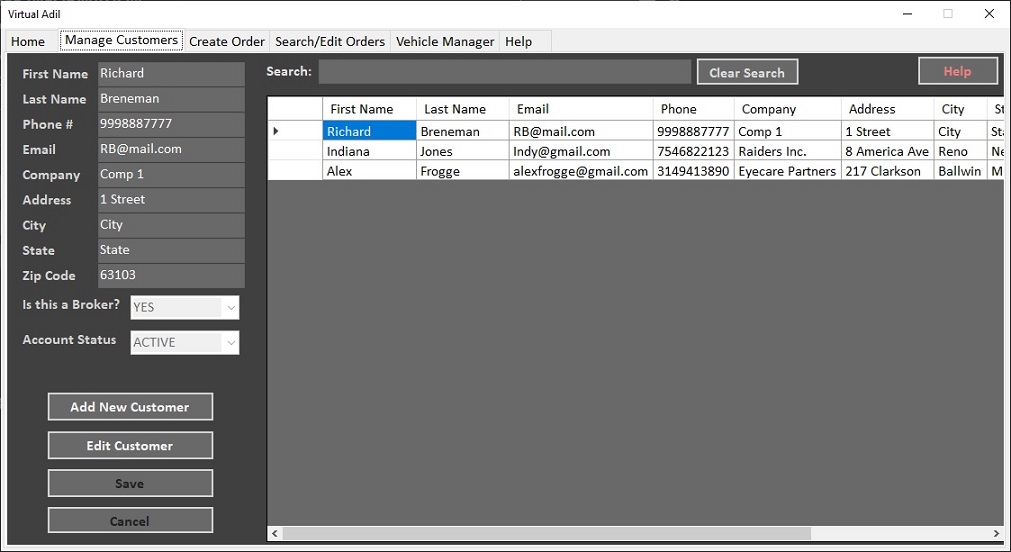 Virtual Adil
Home Manage Customers Create Order Search/Edit Orders Vehicle Manager Help
First Name Richard
Last Name Breneman
Phone # 9998887777
Email RB@mail.com
Company Comp 1
Address 1 Street
City City
State State
Zip Code 63103
Is this a Broker? YES
Account Status ACTIVE
Add New Customer
Edit Customer
Save
Cancel
Search: Clear Search Help
First Name Last Name Email Phone Company Address City St
Richard Breneman RB@mail.com 9998887777 Comp 1 1 Street City Sta
Indiana Jones Indy@gmail.com 7546822123 Raiders Inc. 8 America Ave Reno Ne
Alex Frogge alexfrogge@gmail.com 3149413890 Eyecare Partners 217 Clarkson Ballwin M